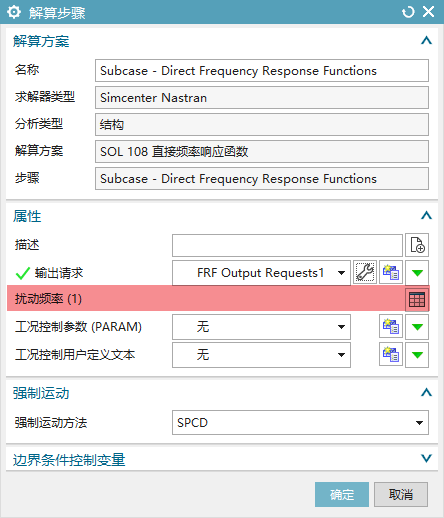 解算步骤
解算方案
名称 Subcase - Direct Frequency Response Functions
求解器类型 Simcenter Nastran
分析类型 结构
解算方案 SOL 108 直接频率响应函数
步骤 Subcase - Direct Frequency Response Functions
属性
描述
输出请求 FRF Output Requests1
扰动频率 (1)
工况控制参数 (PARAM) 无
工况控制用户定义文本 无
强制运动
强制运动方法 SPCD
边界条件控制变量
确定 取消